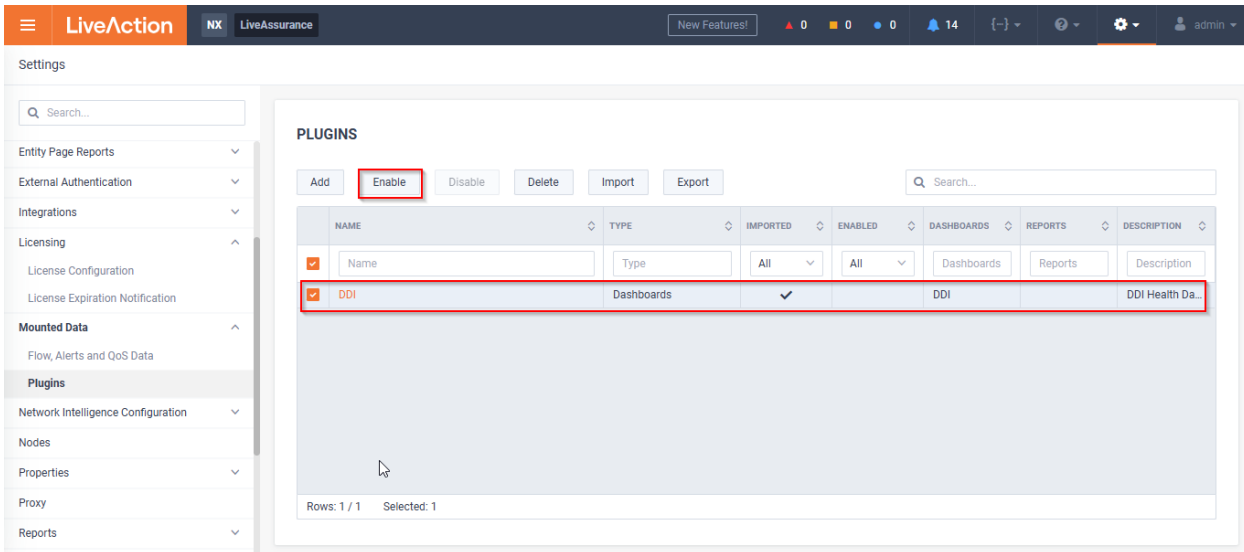 LiveAction
NX LiveAssurance
New Features!
0
0
0
14
{--}
admin
Settings
Search...
Entity Page Reports
External Authentication
Integrations
Licensing
License Configuration
License Expiration Notification
Mounted Data
Flow, Alerts and QoS Data
Plugins
Network Intelligence Configuration
Nodes
Properties
Proxy
Reports
PLUGINS
Add Enable Disable Delete Import Export Search...
NAME TYPE IMPORTED ENABLED DASHBOARDS REPORTS DESCRIPTION
Name Type All All Dashboards Reports Description
DDI Dashboards DDI DDI Health Da...
Rows: 1 / 1 Selected: 1